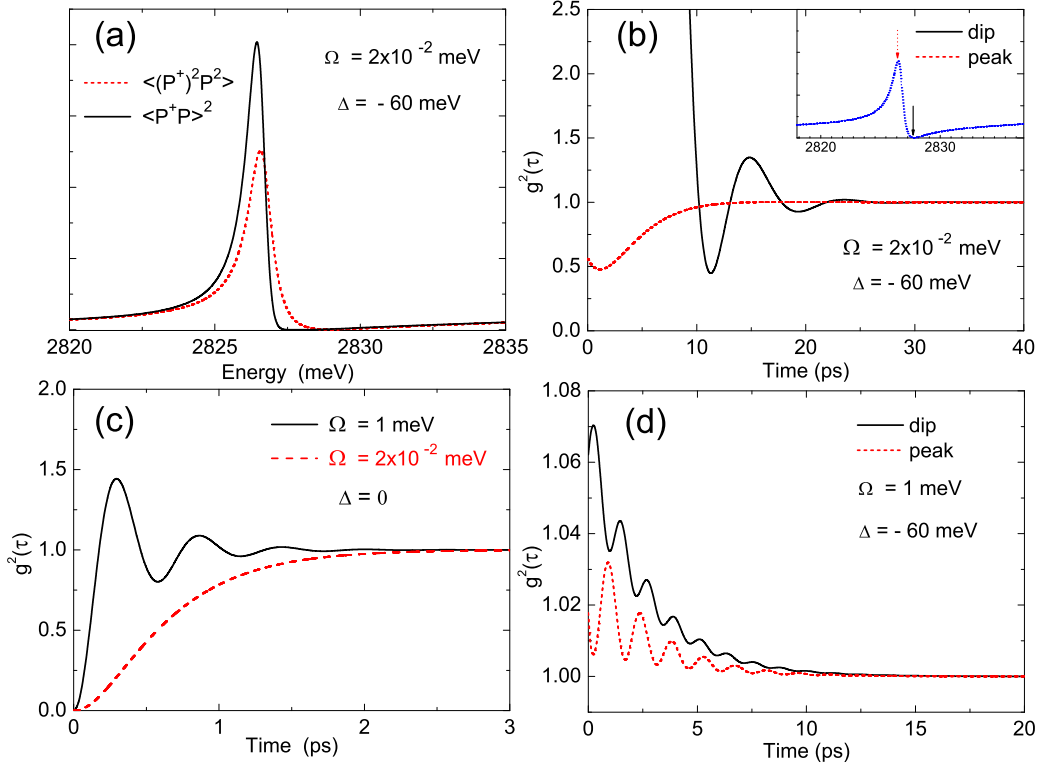 (a)
Ω = 2x10⁻² meV
<(P⁺)²P²>
<P⁺P>²
Δ = - 60 meV
2820 2825 2830 2835
Energy (meV)
(b)
dip
peak
2820 2830
g²(τ)
2.5
2.0
1.5
1.0
0.5
0.0
Ω = 2x10⁻² meV
Δ = - 60 meV
0 10 20 30 40
Time (ps)
(c)
Ω = 1 meV
Ω = 2x10⁻² meV
Δ = 0
g²(τ)
2.0
1.5
1.0
0.5
0.0
0 1 2 3
Time (ps)
(d)
dip
peak
Ω = 1 meV
Δ = - 60 meV
g²(τ)
1.08
1.06
1.04
1.02
1.00
0 5 10 15 20
Time (ps)